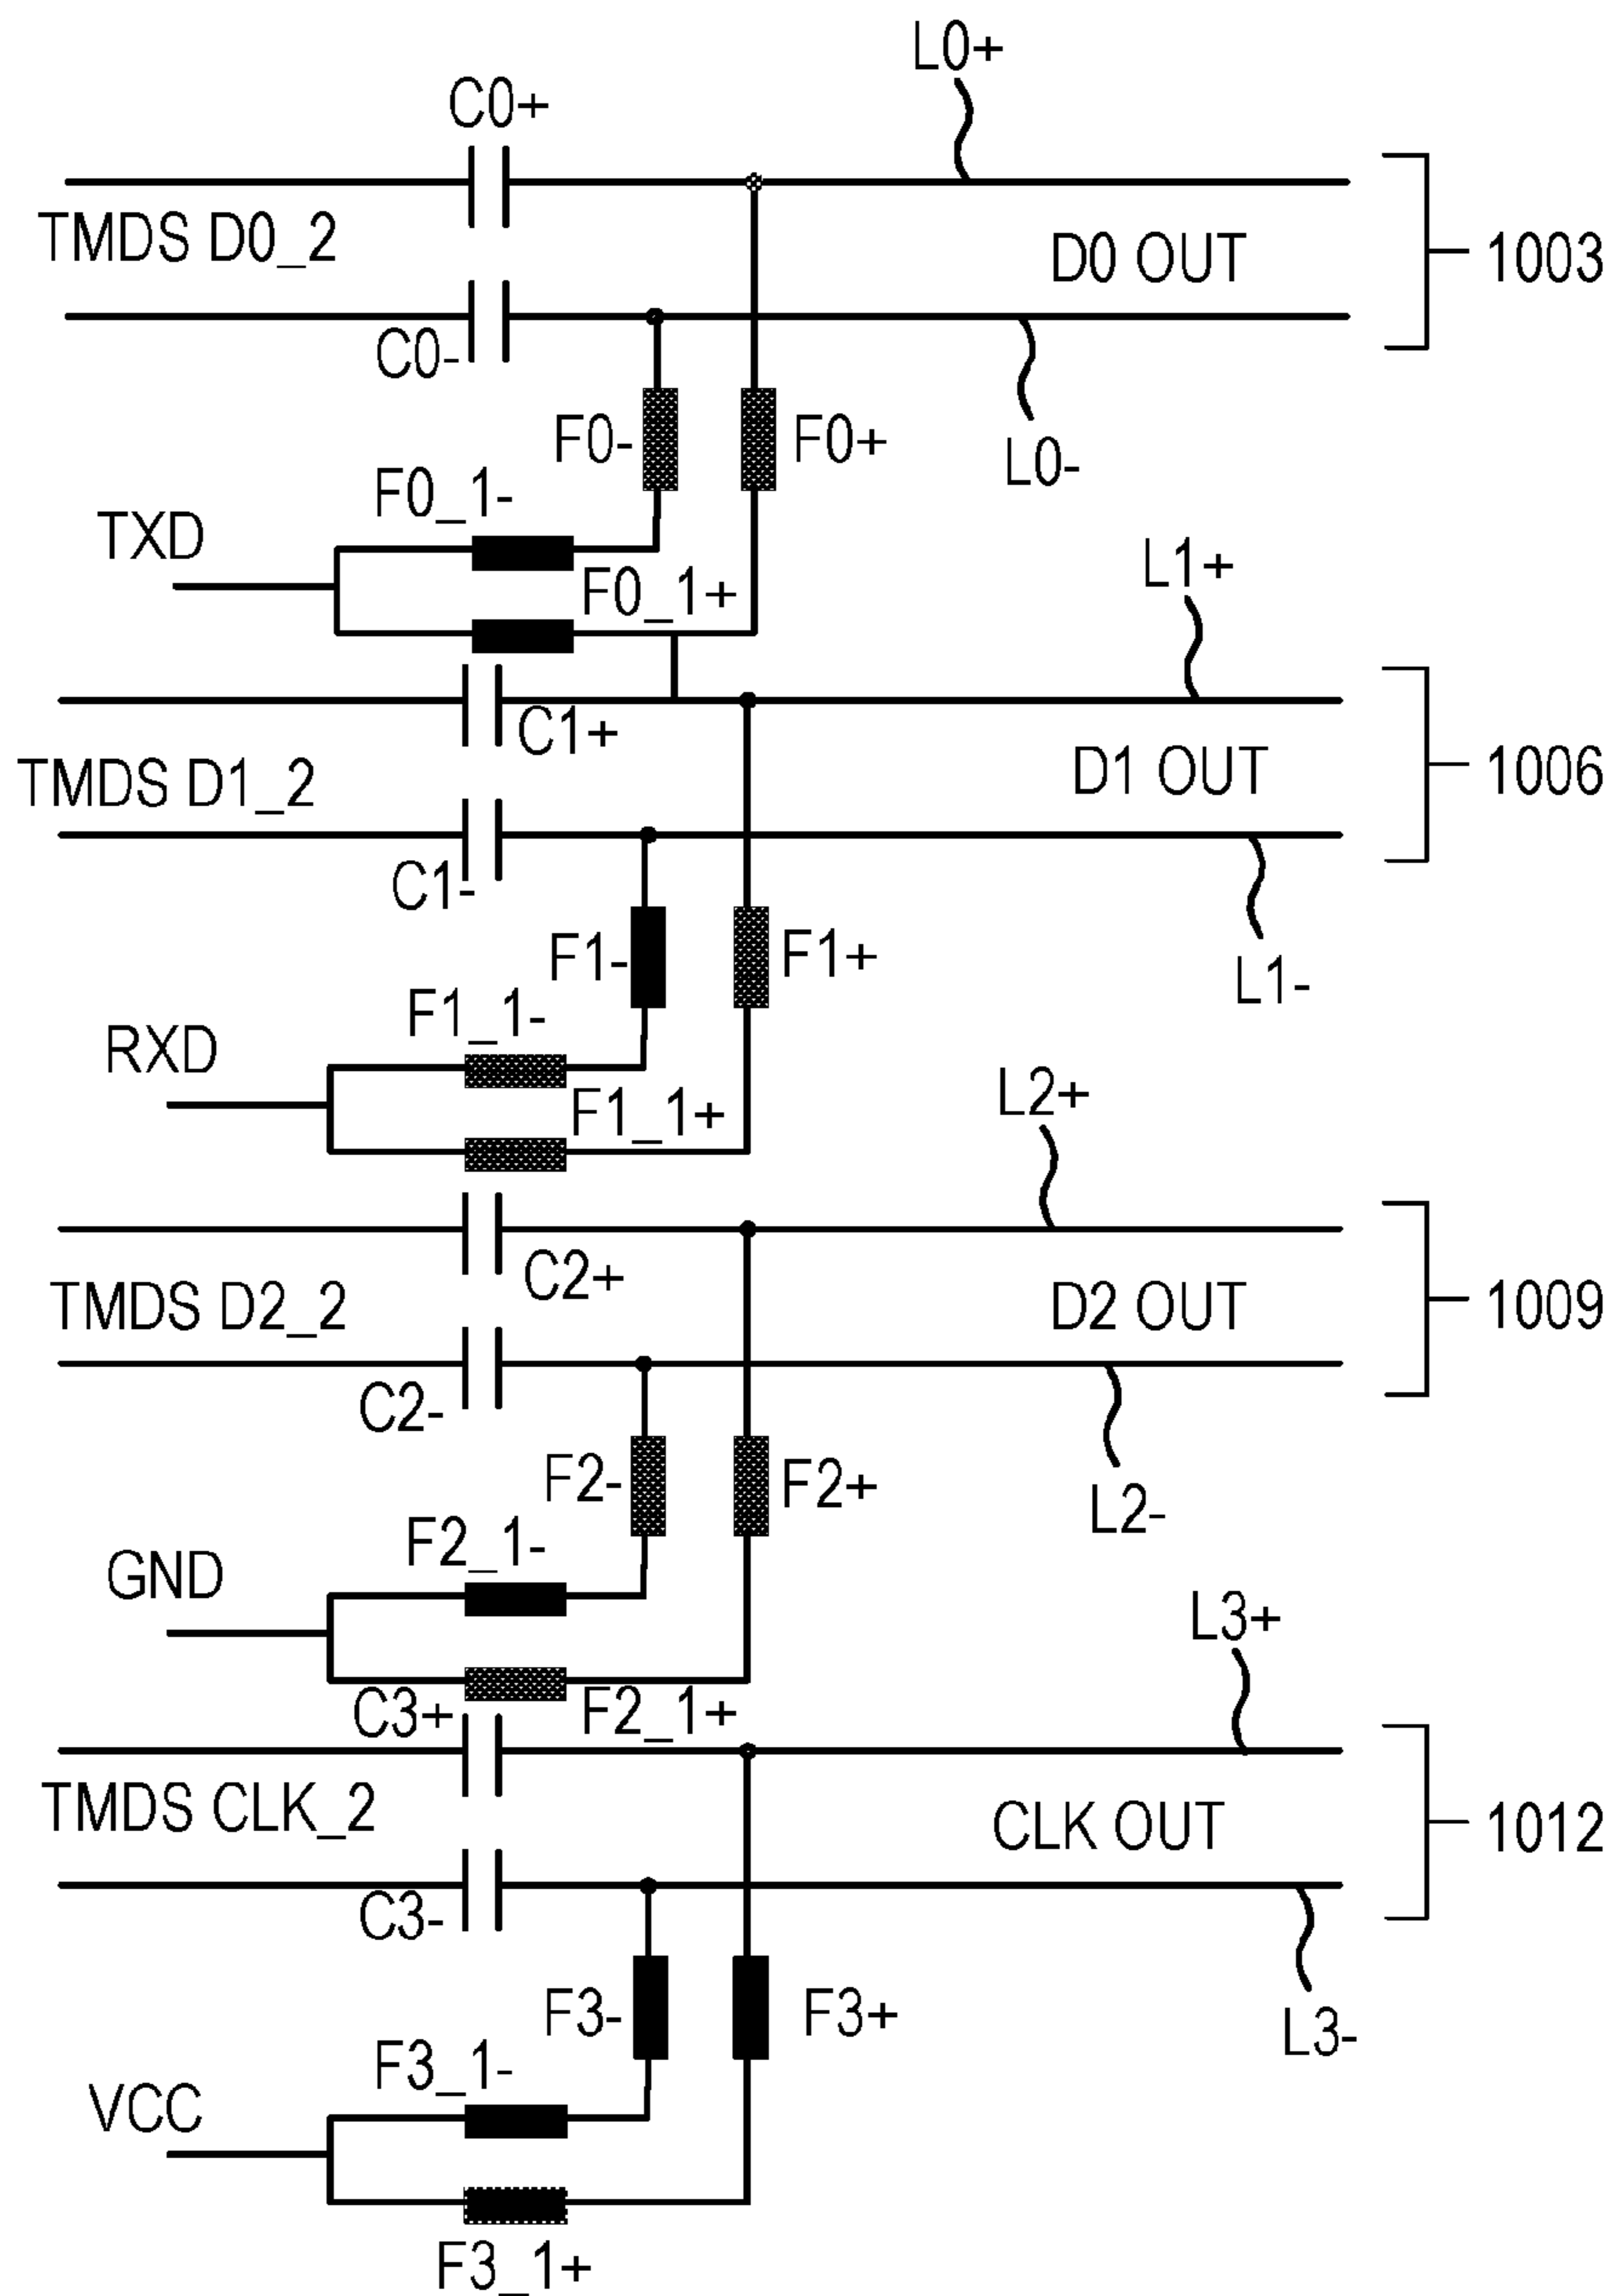 L0+
C0+
TMDS D0_2
D0 OUT
1003
C0-
F0-
F0+
L0-
F0_1-
TXD
F0_1+
L1+
C1+
TMDS D1_2
D1 OUT
1006
C1-
F1-
F1+
L1-
F1_1-
RXD
F1_1+
L2+
C2+
TMDS D2_2
D2 OUT
1009
C2-
F2-
F2+
L2-
F2_1-
GND
L3+
C3+
F2_1+
TMDS CLK_2
CLK OUT
1012
C3-
F3-
F3+
L3-
F3_1-
VCC
F3_1+